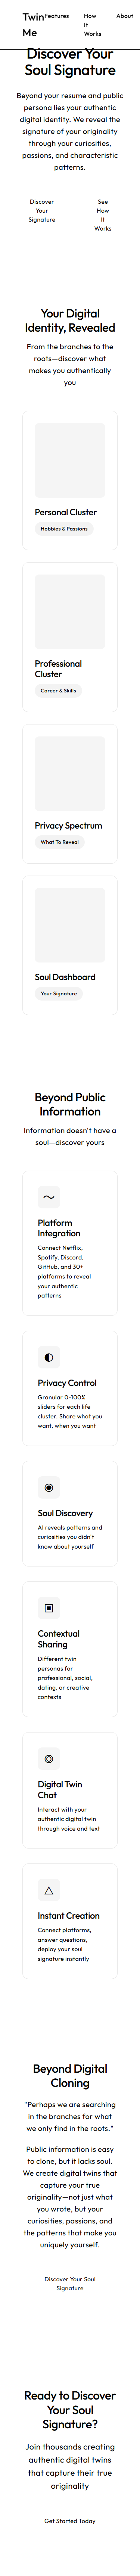 Twin Me
Features
How It Works
About
Discover Your
Soul Signature
Beyond your resume and public
persona lies your authentic
digital identity. We reveal the
signature of your originality
through your curiosities,
passions, and characteristic
patterns.
Discover
Your
Signature
See
How
It
Works
Your Digital
Identity, Revealed
From the branches to the
roots—discover what
makes you authentically
you
Personal Cluster
Hobbies & Passions
Professional
Cluster
Career & Skills
Privacy Spectrum
What To Reveal
Soul Dashboard
Your Signature
Beyond Public
Information
Information doesn't have a
soul—discover yours
Platform
Integration
Connect Netflix,
Spotify, Discord,
GitHub, and 30+
platforms to reveal
your authentic
patterns
Privacy Control
Granular 0-100%
sliders for each life
cluster. Share what you
want, when you want
Soul Discovery
AI reveals patterns and
curiosities you didn't
know about yourself
Contextual
Sharing
Different twin
personas for
professional, social,
dating, or creative
contexts
Digital Twin
Chat
Interact with your
authentic digital twin
through voice and text
Instant Creation
Connect platforms,
answer questions,
deploy your soul
signature instantly
Beyond Digital
Cloning
"Perhaps we are searching
in the branches for what
we only find in the roots."
Public information is easy
to clone, but it lacks soul.
We create digital twins that
capture your true
originality—not just what
you wrote, but your
curiosities, passions, and
the patterns that make you
uniquely yourself.
Discover Your Soul
Signature
Ready to Discover
Your Soul
Signature?
Join thousands creating
authentic digital twins
that capture their true
originality
Get Started Today